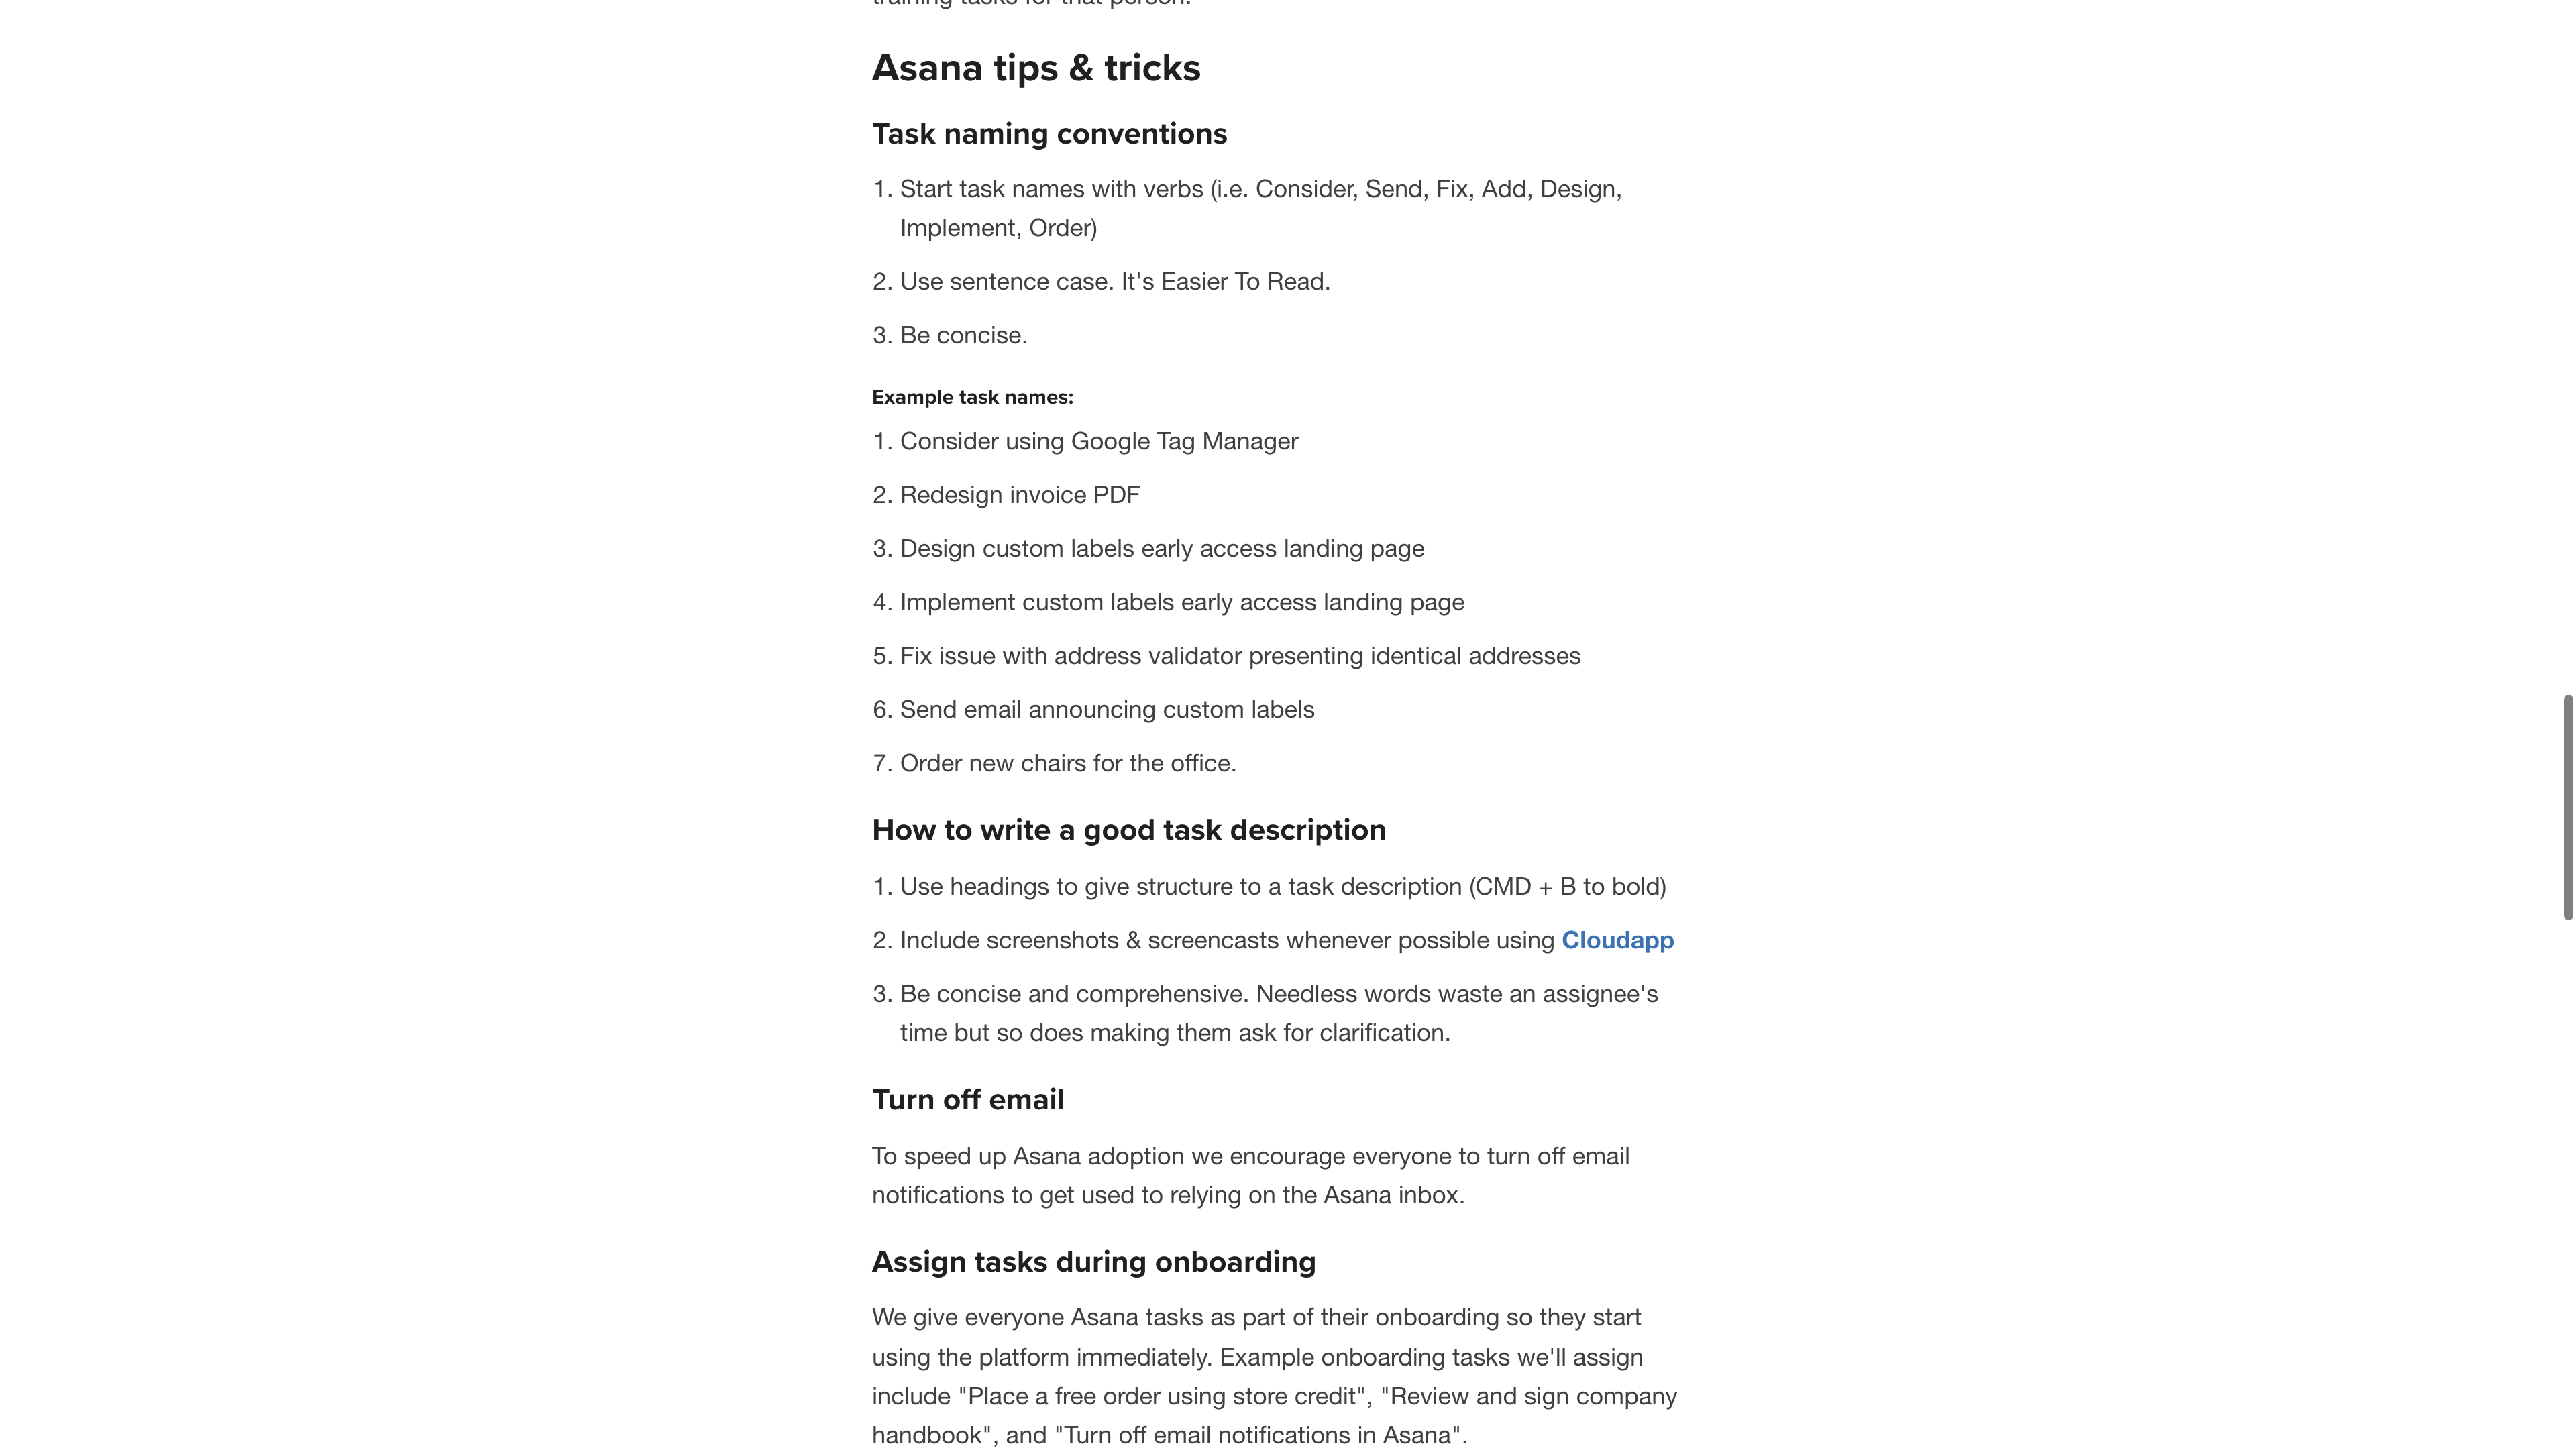 training tasks for that person.
Asana tips & tricks
Task naming conventions
1. Start task names with verbs (i.e. Consider, Send, Fix, Add, Design,
Implement, Order)
2. Use sentence case. It's Easier To Read.
3. Be concise.
Example task names:
1. Consider using Google Tag Manager
2. Redesign invoice PDF
3. Design custom labels early access landing page
4. Implement custom labels early access landing page
5. Fix issue with address validator presenting identical addresses
6. Send email announcing custom labels
7. Order new chairs for the office.
How to write a good task description
1. Use headings to give structure to a task description (CMD + B to bold)
2. Include screenshots & screencasts whenever possible using Cloudapp
3. Be concise and comprehensive. Needless words waste an assignee's
time but so does making them ask for clarification.
Turn off email
To speed up Asana adoption we encourage everyone to turn off email
notifications to get used to relying on the Asana inbox.
Assign tasks during onboarding
We give everyone Asana tasks as part of their onboarding so they start
using the platform immediately. Example onboarding tasks we'll assign
include "Place a free order using store credit", "Review and sign company
handbook", and "Turn off email notifications in Asana".